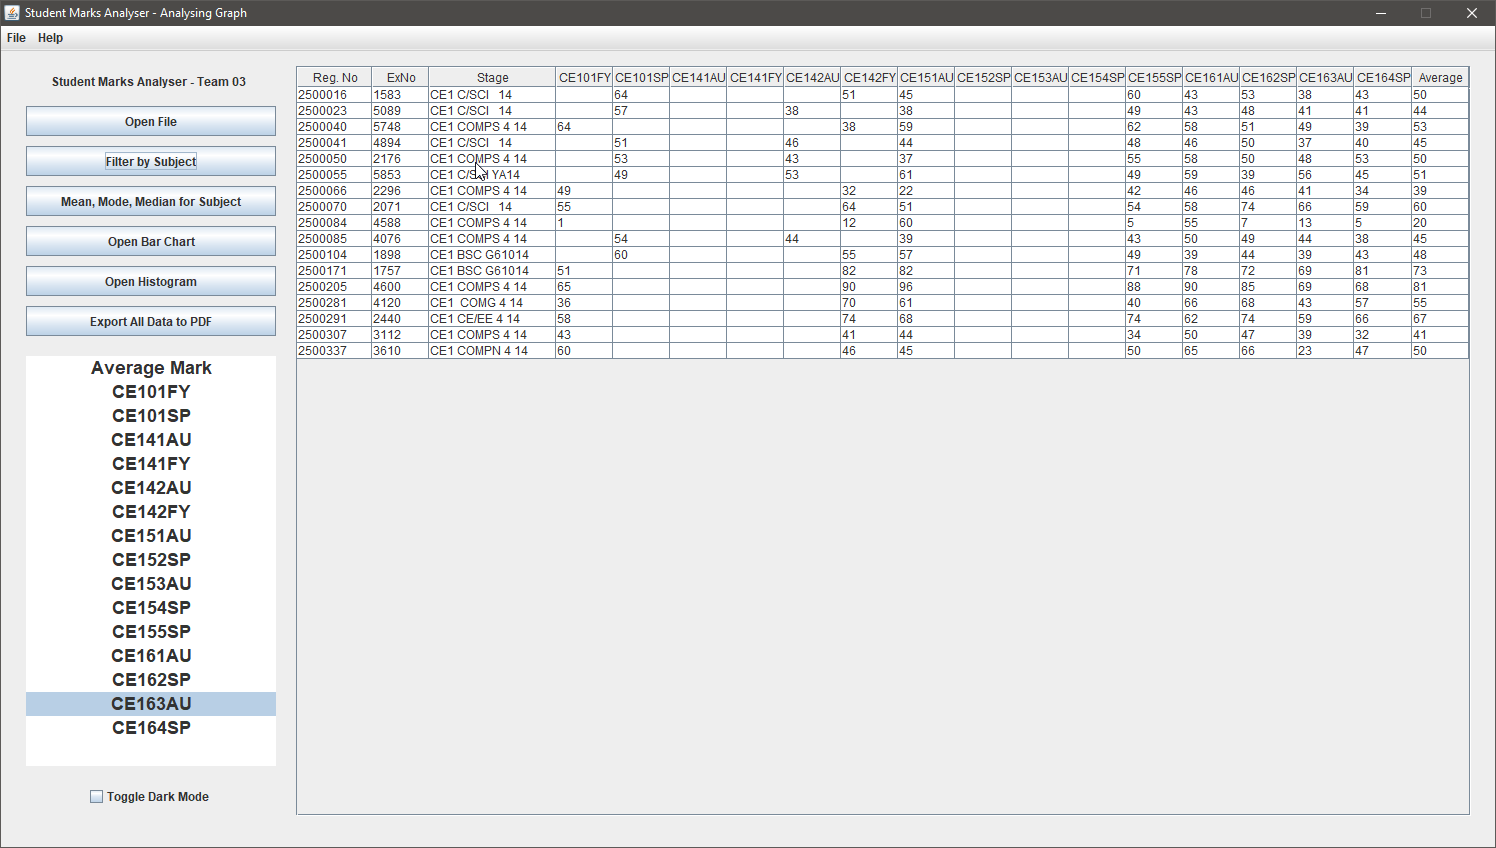 Student Marks Analyser - Analysing Graph
File Help
Student Marks Analyser - Team 03
Open File
Filter by Subject
Mean, Mode, Median for Subject
Open Bar Chart
Open Histogram
Export All Data to PDF
Average Mark
CE101FY
CE101SP
CE141AU
CE141FY
CE142AU
CE142FY
CE151AU
CE152SP
CE153AU
CE154SP
CE155SP
CE161AU
CE162SP
CE163AU
CE164SP
Toggle Dark Mode
Reg. No ExNo Stage CE101FY CE101SP CE141AU CE141FY CE142AU CE142FY CE151AU CE152SP CE153AU CE154SP CE155SP CE161AU CE162SP CE163AU CE164SP Average
2500016 1583 CE1 C/SCI 14 64 51 45 60 43 53 38 43 50
2500023 5089 CE1 C/SCI 14 57 38 38 49 43 48 41 41 44
2500040 5748 CE1 COMPS 4 14 64 38 59 62 58 51 49 39 53
2500041 4894 CE1 C/SCI 14 51 46 44 48 46 50 37 40 45
2500050 2176 CE1 COMPS 4 14 53 43 37 55 58 50 48 53 50
2500055 5853 CE1 YA14 49 53 61 49 59 39 56 45 51
2500066 2296 CE1 COMPS 4 14 49 32 22 42 46 46 41 34 39
2500070 2071 CE1 C/SCI 14 55 64 51 54 58 74 66 59 60
2500084 4588 CE1 COMPS 4 14 1 12 60 5 55 7 13 5 20
2500085 4076 CE1 COMPS 4 14 54 44 39 43 50 49 44 38 45
2500104 1898 CE1 BSC G61014 60 55 57 49 39 44 39 43 48
2500171 1757 CE1 BSC G61014 51 82 82 71 78 72 69 81 73
2500205 4600 CE1 COMPS 4 14 65 90 96 88 90 85 69 68 81
2500281 4120 CE1 COMG 4 14 36 70 61 40 66 68 43 57 55
2500291 2440 CE1 CE/EE 4 14 58 74 68 74 62 74 59 66 67
2500307 3112 CE1 COMPS 4 14 43 41 44 34 50 47 39 32 41
2500337 3610 CE1 COMPN 4 14 60 46 45 50 65 66 23 47 50